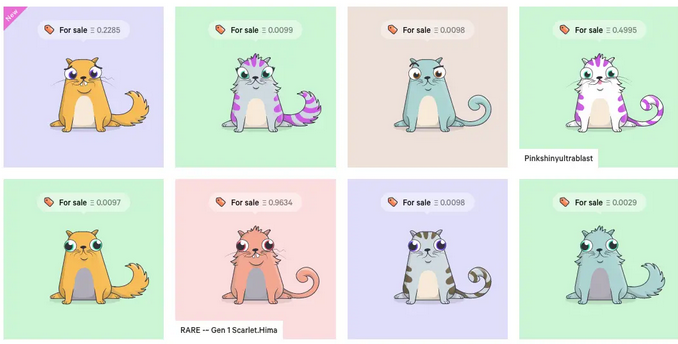 New
For sale Ξ 0.2285
For sale Ξ 0.0099
For sale Ξ 0.0098
For sale Ξ 0.4995
Pinkshinyultrablast
For sale Ξ 0.0097
For sale Ξ 0.9634
For sale Ξ 0.0098
For sale Ξ 0.0029
RARE -— Gen 1 Scarlet.Hima